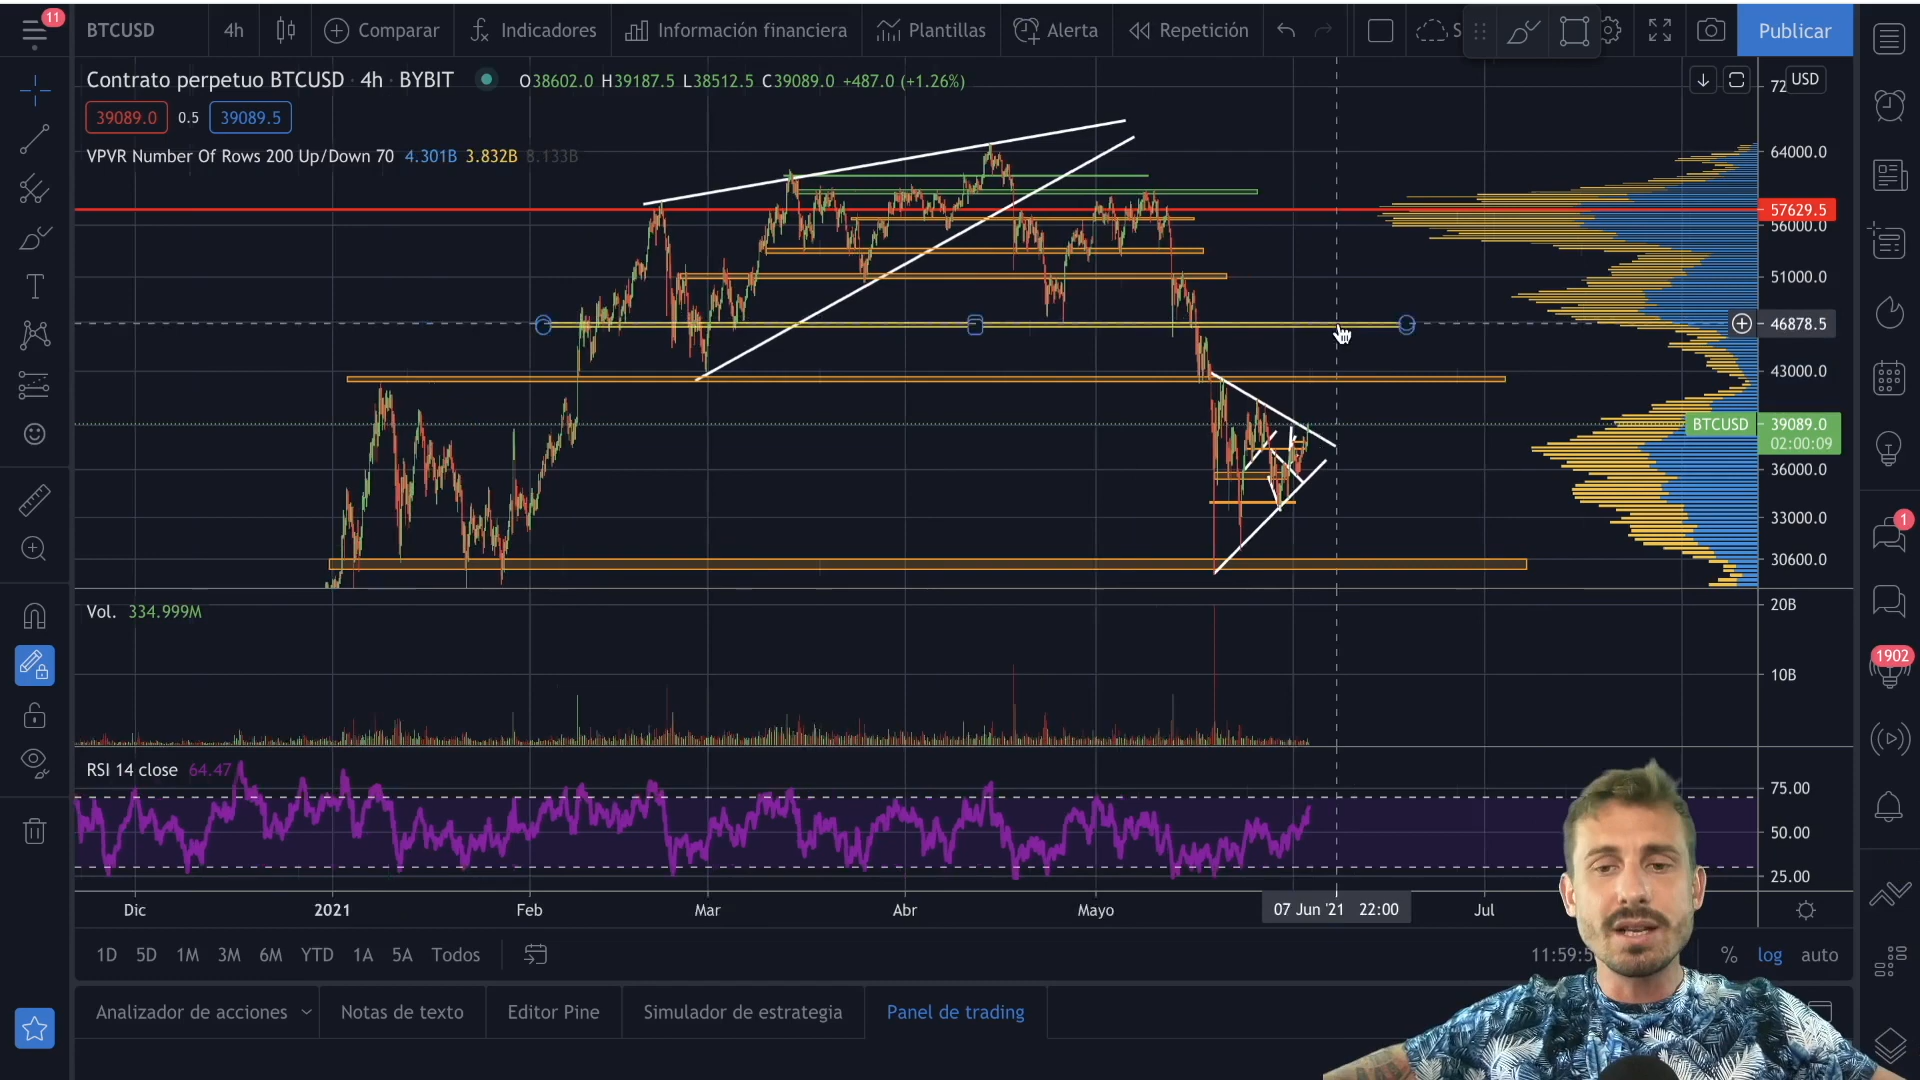 11
BTCUSD 4h Comparar Indicadores Información financiera Plantillas Alerta Repetición S Publicar
Contrato perpetuo BTCUSD · 4h · BYBIT O38602.0 H39187.5 L38512.5 C39089.0 +487.0 (+1.26%)
39089.0 0.5 39089.5
VPVR Number Of Rows 200 Up/Down 70 4.301B 3.832B 8.133B
72 USD
64000.0
57629.5
56000.0
51000.0
46878.5
43000.0
BTCUSD 39089.0
02:00:09
36000.0
33000.0
30600.0
Vol. 334.999M
20B
10B
RSI 14 close 64.47
75.00
50.00
25.00
1
1902
Dic 2021 Feb Mar Abr Mayo 07 Jun '21 22:00 Jul
1D 5D 1M 3M 6M YTD 1A 5A Todos 11:59:5 % log auto
Analizador de acciones Notas de texto Editor Pine Simulador de estrategia Panel de trading